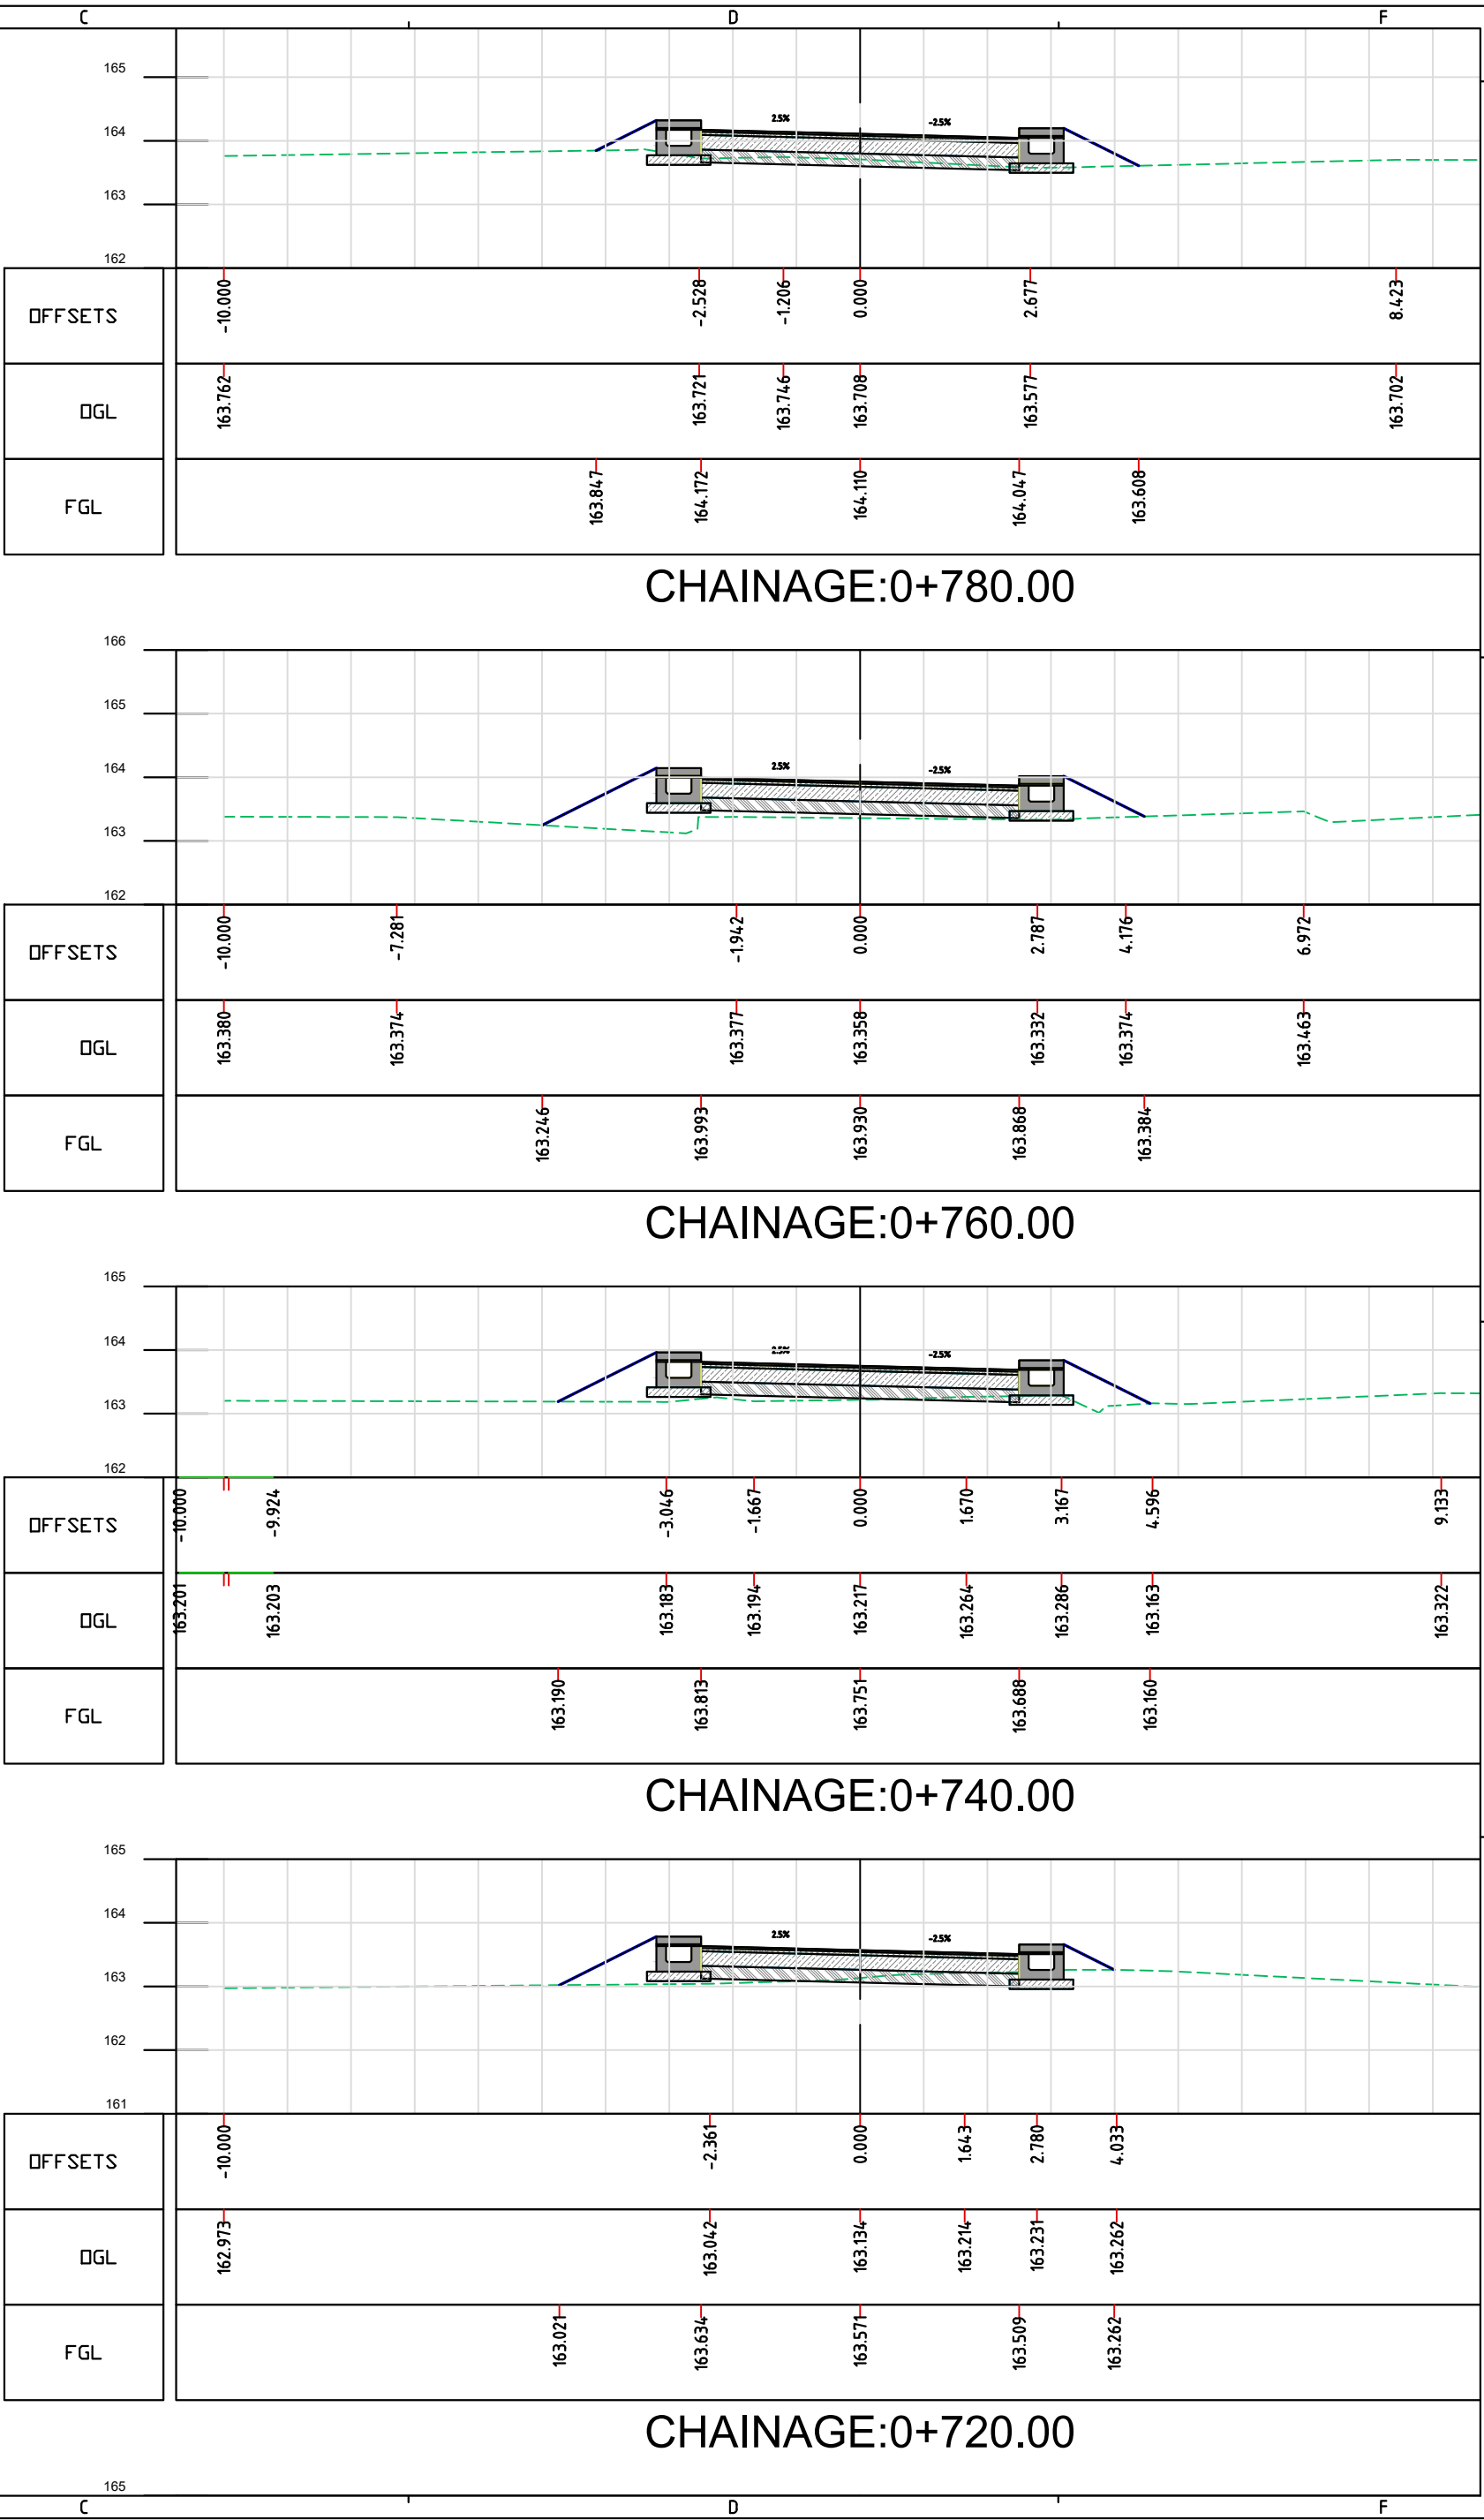 C D F
165
164
2.5% -2.5%
163
162
OFFSETS -10.000 -2.528 -1.206 0.000 2.677 8.423
OGL 163.762 163.721 163.746 163.708 163.577 163.702
FGL 163.847 164.172 164.110 164.047 163.608
CHAINAGE:0+780.00
166
165
164
2.5% -2.5%
163
162
OFFSETS -10.000 -7.281 -1.942 0.000 2.787 4.176 6.972
OGL 163.380 163.374 163.377 163.358 163.332 163.374 163.463
FGL 163.246 163.993 163.930 163.868 163.384
CHAINAGE:0+760.00
165
164
2.5% -2.5%
163
162
OFFSETS -10.000 -9.924 -3.046 -1.667 0.000 1.670 3.167 4.596 9.133
OGL 163.201 163.203 163.183 163.194 163.217 163.264 163.286 163.163 163.322
FGL 163.190 163.813 163.751 163.688 163.160
CHAINAGE:0+740.00
165
164
2.5% -2.5%
163
162
161
OFFSETS -10.000 -2.361 0.000 1.643 2.780 4.033
OGL 162.973 163.042 163.134 163.214 163.231 163.262
FGL 163.021 163.634 163.571 163.509 163.262
CHAINAGE:0+720.00
165
C D F